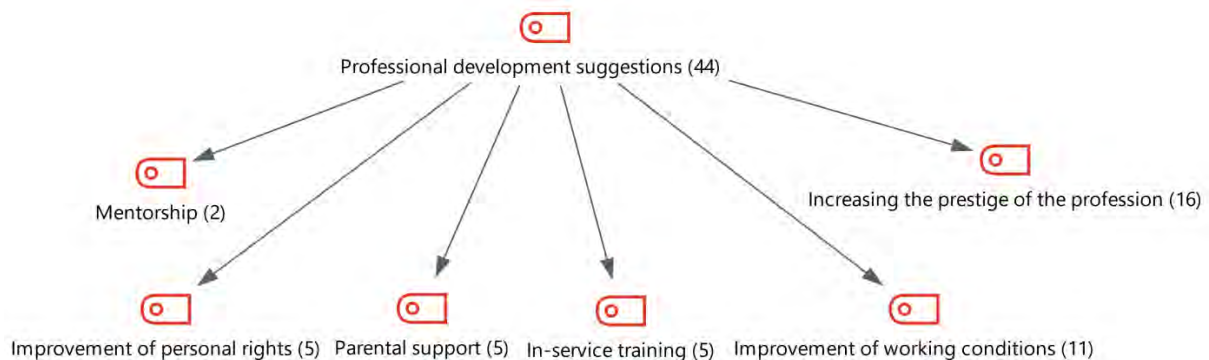 Professional development suggestions (44)
Mentorship (2)
Increasing the prestige of the profession (16)
Improvement of personal rights (5)
Parental support (5)
In-service training (5)
Improvement of working conditions (11)